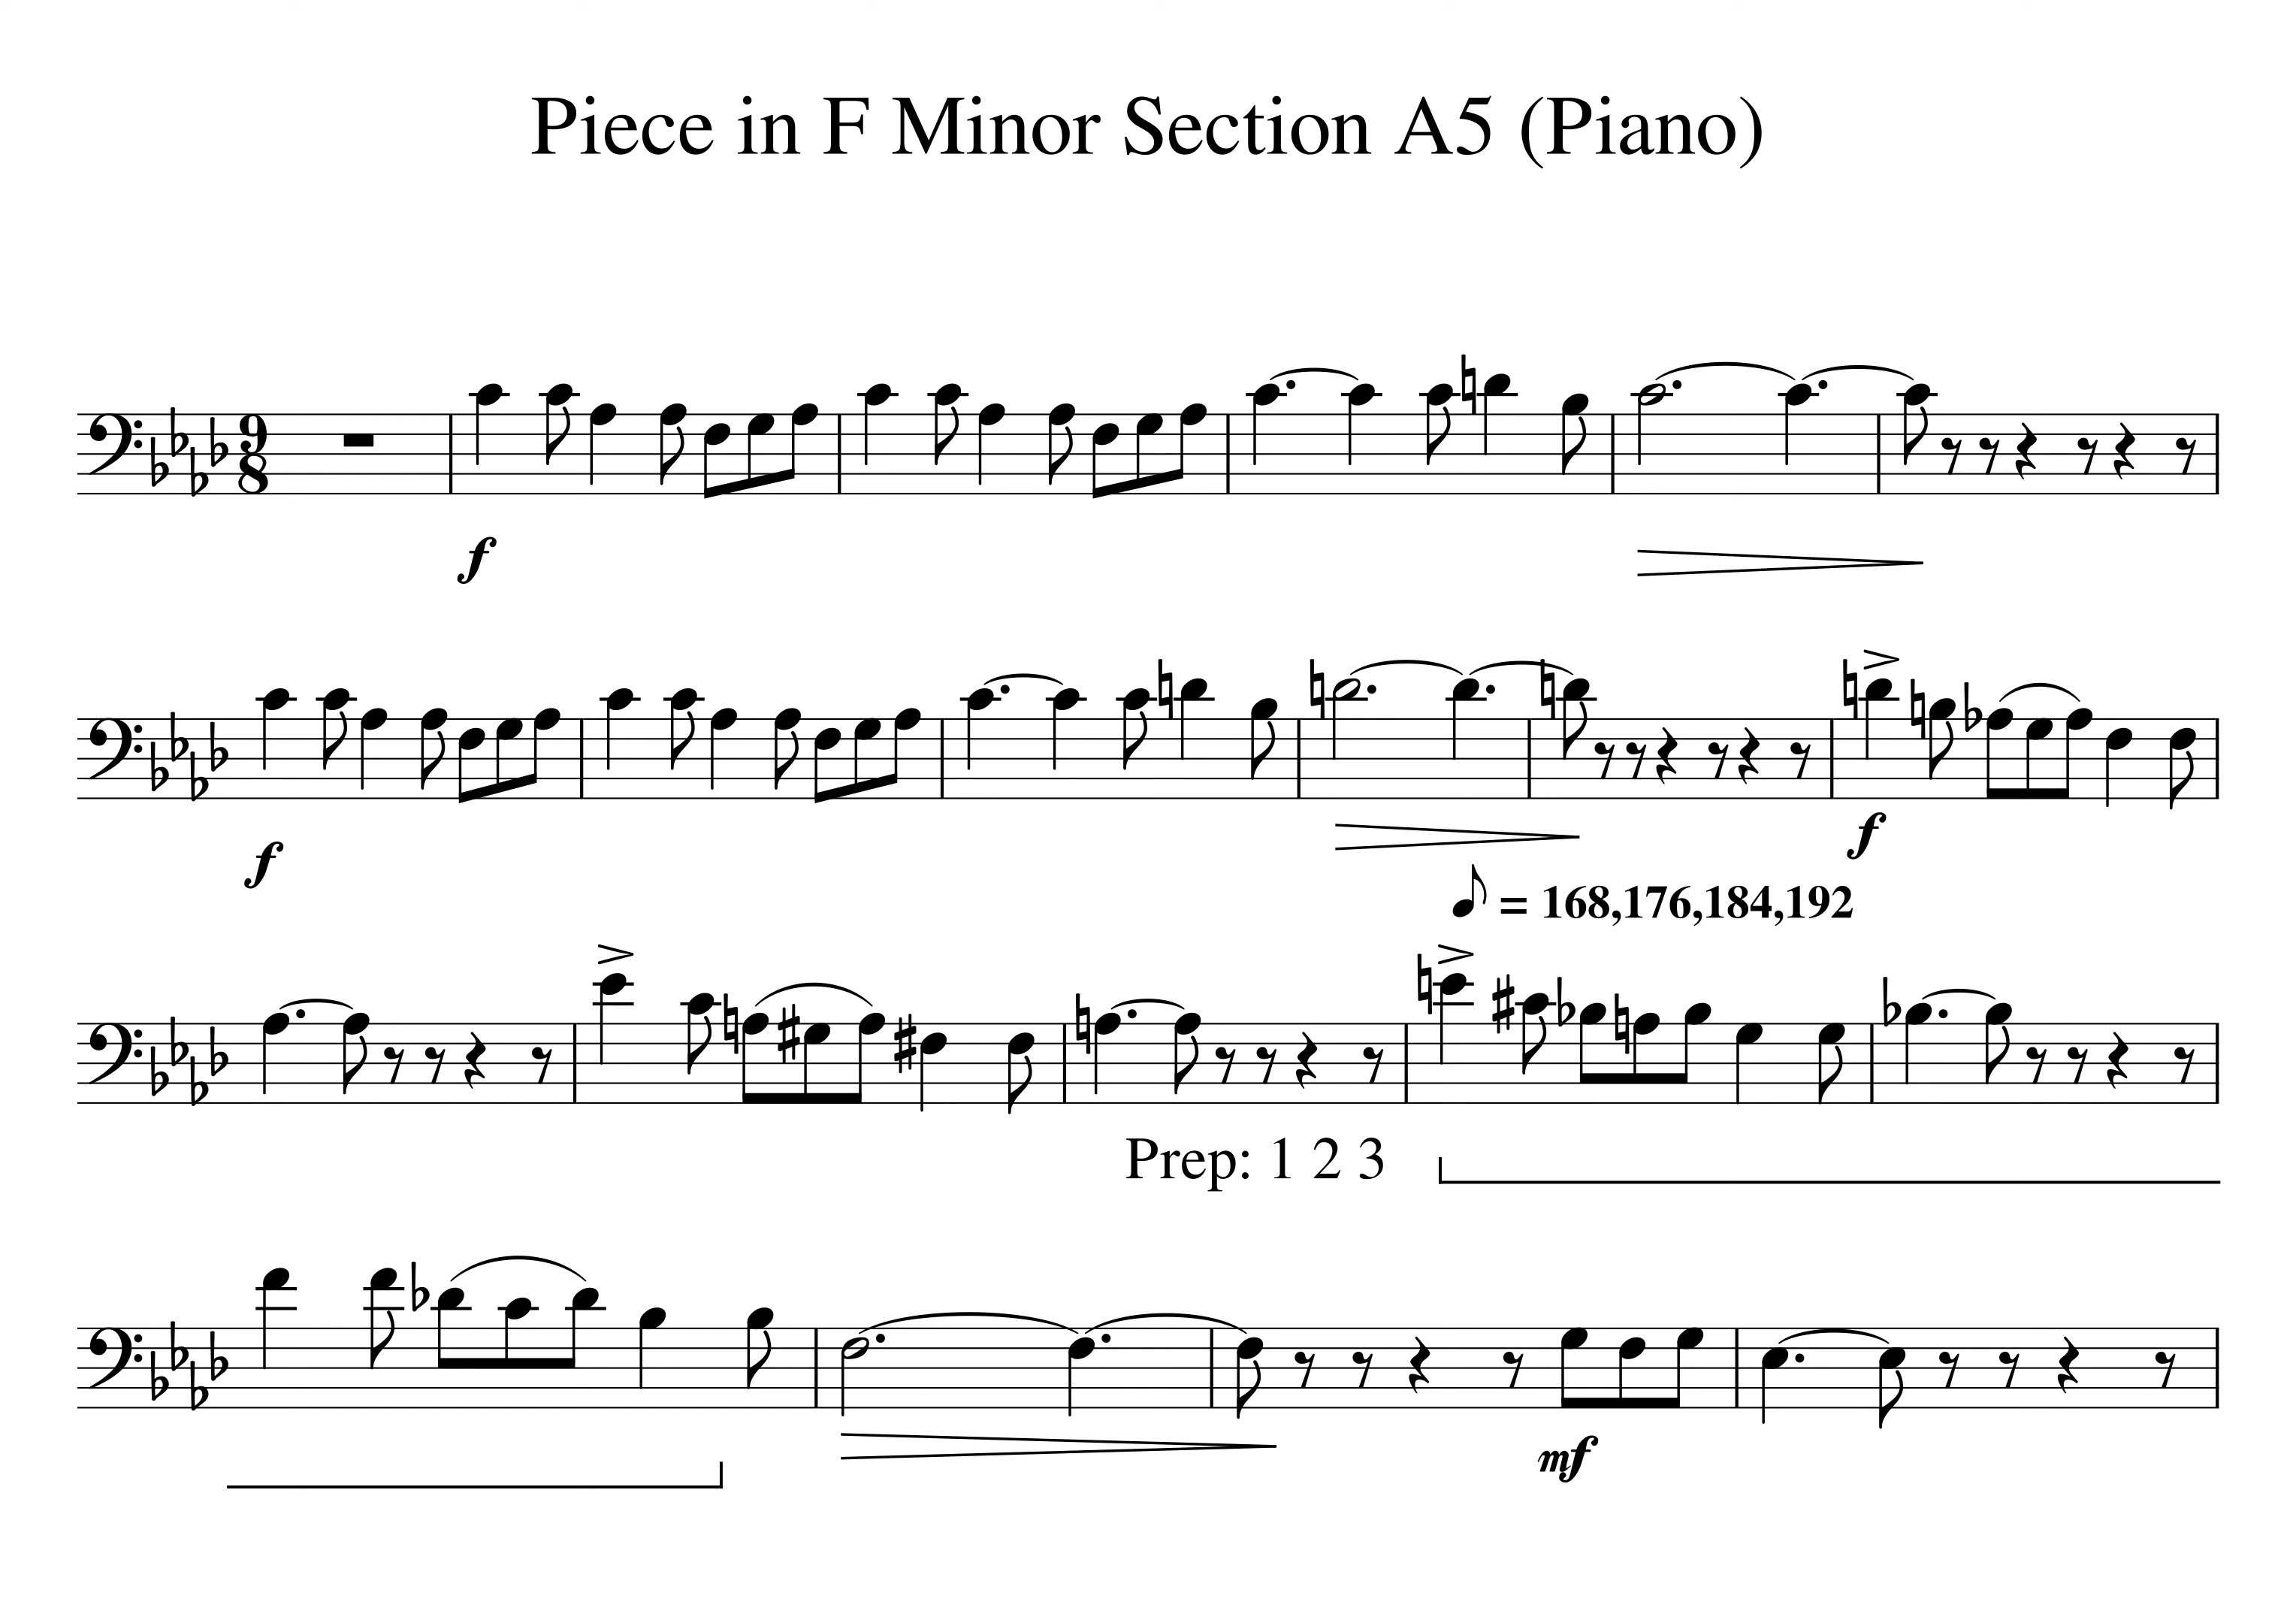 Piece in F Minor Section A5 (Piano)
9
8
f
f
f
♪ = 168,176,184,192
Prep: 1 2 3
mf